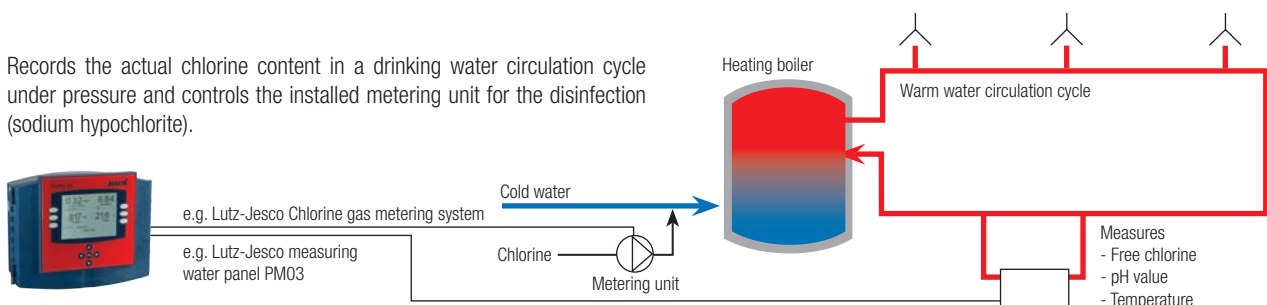 Records the actual chlorine content in a drinking water circulation cycle
under pressure and controls the installed metering unit for the disinfection
(sodium hypochlorite).
Heating boiler
Warm water circulation cycle
Cold water
e.g. Lutz-Jesco Chlorine gas metering system
e.g. Lutz-Jesco measuring
water panel PM03
Chlorine
Metering unit
Measures
- Free chlorine
- pH value
- Temperature